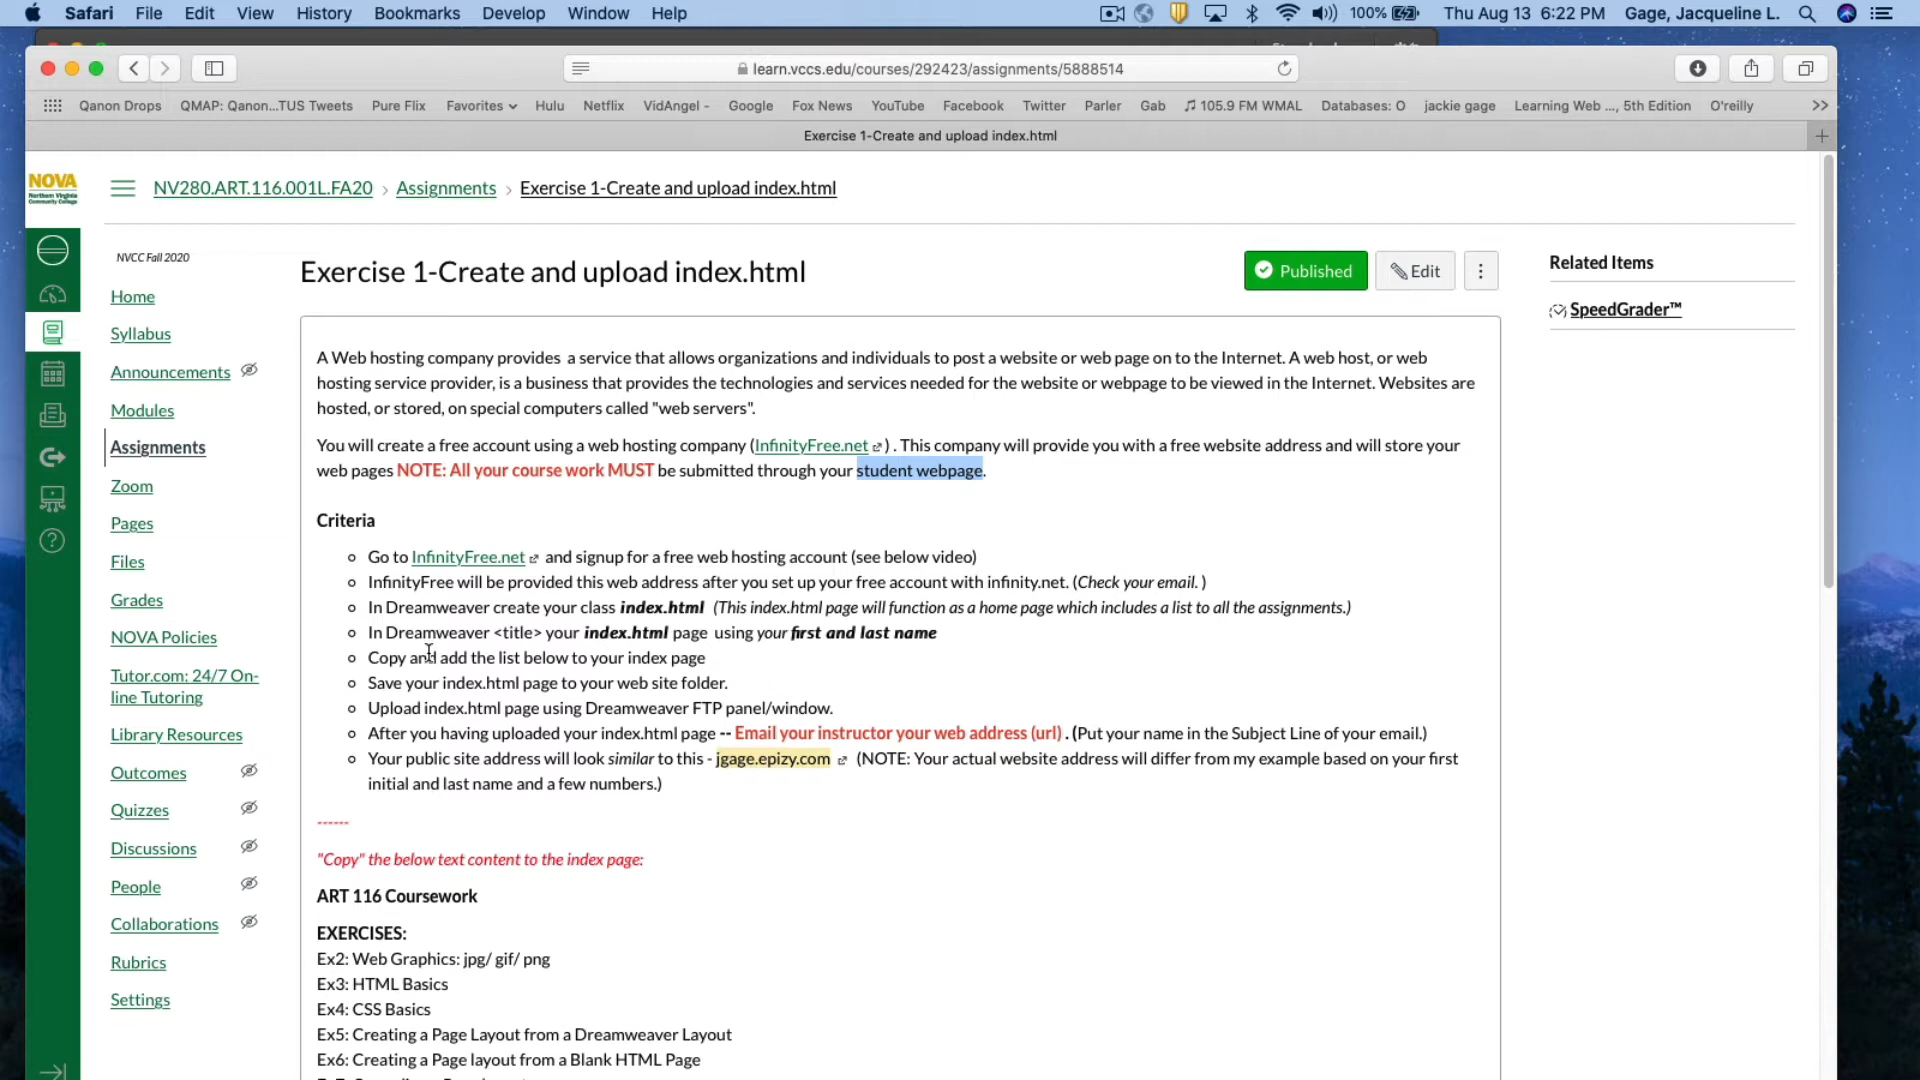 Safari File Edit View History Bookmarks Develop Window Help 100% Thu Aug 13 6:22 PM Gage, Jacqueline L.
learn.vccs.edu/courses/292423/assignments/5888514
Qanon Drops QMAP: Qanon...TUS Tweets Pure Flix Favorites Hulu Netflix VidAngel - Google Fox News YouTube Facebook Twitter Parler Gab 105.9 FM WMAL Databases: O jackie gage Learning Web ..., 5th Edition O'reilly >>
Exercise 1-Create and upload index.html
NOVA
Northern Virginia
Community College
NV280.ART.116.001L.FA20 › Assignments › Exercise 1-Create and upload index.html
NVCC Fall 2020
Home
Syllabus
Announcements
Modules
Assignments
Zoom
Pages
Files
Grades
NOVA Policies
Tutor.com: 24/7 On-
line Tutoring
Library Resources
Outcomes
Quizzes
Discussions
People
Collaborations
Rubrics
Settings
Exercise 1-Create and upload index.html
Published
Edit
Related Items
SpeedGrader™
A Web hosting company provides a service that allows organizations and individuals to post a website or web page on to the Internet. A web host, or web
hosting service provider, is a business that provides the technologies and services needed for the website or webpage to be viewed in the Internet. Websites are
hosted, or stored, on special computers called "web servers".
You will create a free account using a web hosting company (InfinityFree.net ) . This company will provide you with a free website address and will store your
web pages NOTE: All your course work MUST be submitted through your student webpage.
Criteria
Go to InfinityFree.net and signup for a free web hosting account (see below video)
InfinityFree will be provided this web address after you set up your free account with infinity.net. (Check your email. )
In Dreamweaver create your class index.html (This index.html page will function as a home page which includes a list to all the assignments.)
In Dreamweaver <title> your index.html page using your first and last name
Copy and add the list below to your index page
Save your index.html page to your web site folder.
Upload index.html page using Dreamweaver FTP panel/window.
After you having uploaded your index.html page -- Email your instructor your web address (url) . (Put your name in the Subject Line of your email.)
Your public site address will look similar to this - jgage.epizy.com (NOTE: Your actual website address will differ from my example based on your first
initial and last name and a few numbers.)
------
"Copy" the below text content to the index page:
ART 116 Coursework
EXERCISES:
Ex2: Web Graphics: jpg/ gif/ png
Ex3: HTML Basics
Ex4: CSS Basics
Ex5: Creating a Page Layout from a Dreamweaver Layout
Ex6: Creating a Page layout from a Blank HTML Page